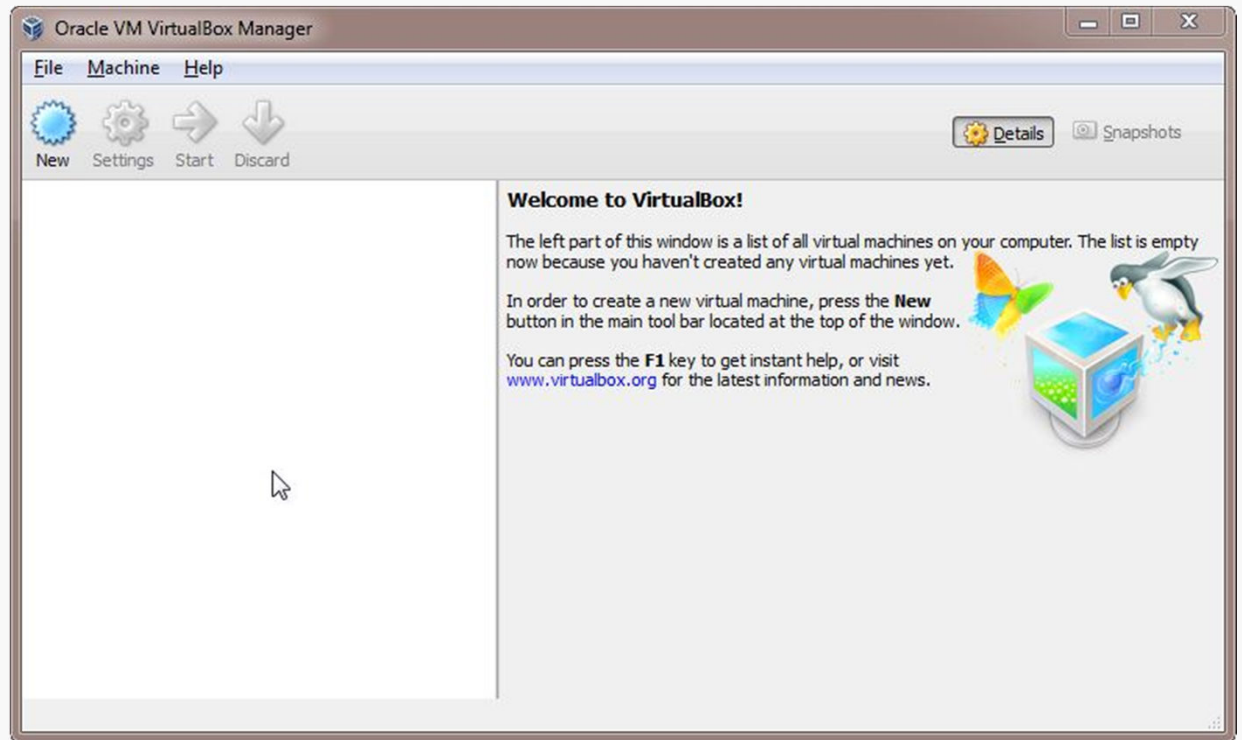 Oracle VM VirtualBox Manager
File Machine Help
New Settings Start Discard
Details Snapshots
Welcome to VirtualBox!
The left part of this window is a list of all virtual machines on your computer. The list is empty
now because you haven't created any virtual machines yet.
In order to create a new virtual machine, press the New
button in the main tool bar located at the top of the window.
You can press the F1 key to get instant help, or visit
www.virtualbox.org for the latest information and news.